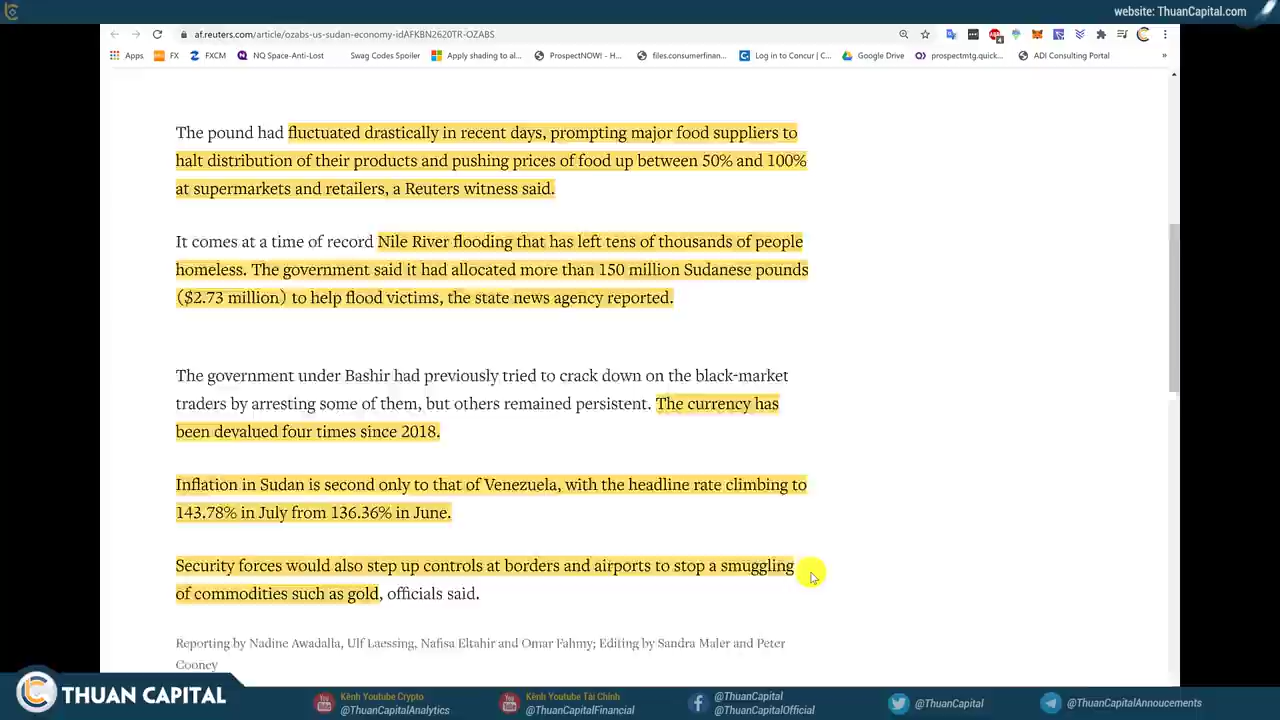 website: ThuanCapital.com
af.reuters.com/article/ozabs-us-sudan-economy-idAFKBN2620TR-OZABS
Apps FX FXCM NQ Space-Anti-Lost Swag Codes Spoiler Apply shading to al... ProspectNOW! – H... files.consumerfinan... Log in to Concur | C... Google Drive prospectmtg.quick... ADI Consulting Portal »
The pound had fluctuated drastically in recent days, prompting major food suppliers to
halt distribution of their products and pushing prices of food up between 50% and 100%
at supermarkets and retailers, a Reuters witness said.
It comes at a time of record Nile River flooding that has left tens of thousands of people
homeless. The government said it had allocated more than 150 million Sudanese pounds
($2.73 million) to help flood victims, the state news agency reported.
The government under Bashir had previously tried to crack down on the black-market
traders by arresting some of them, but others remained persistent. The currency has
been devalued four times since 2018.
Inflation in Sudan is second only to that of Venezuela, with the headline rate climbing to
143.78% in July from 136.36% in June.
Security forces would also step up controls at borders and airports to stop a smuggling
of commodities such as gold, officials said.
Reporting by Nadine Awadalla, Ulf Laessing, Nafisa Eltahir and Omar Fahmy; Editing by Sandra Maler and Peter
Cooney
THUAN CAPITAL
Kênh Youtube Crypto
@ThuanCapitalAnalytics
Kênh Youtube Tài Chính
@ThuanCapitalFinancial
@ThuanCapital
@ThuanCapitalOfficial
@ThuanCapital
@ThuanCapitalAnnoucements